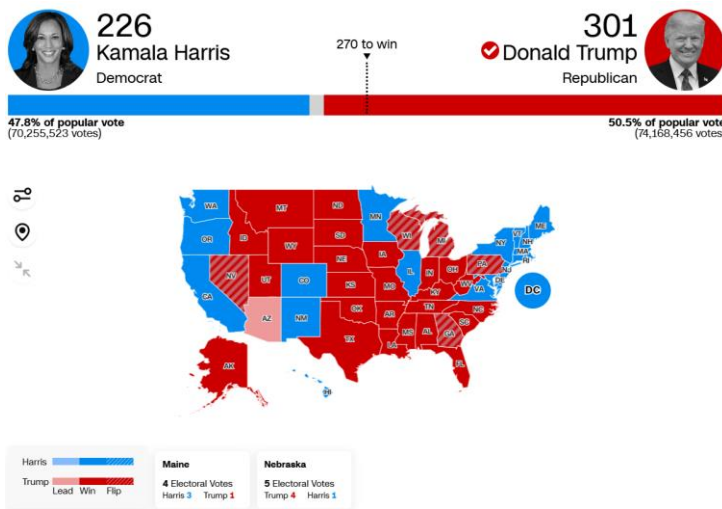 226
Kamala Harris
Democrat
270 to win
301
Donald Trump
Republican
47.8% of popular vote
(70,255,523 votes)
50.5% of popular vote
(74,168,456 votes)
WA
MT
ND
MN
ME
OR
ID
SD
WI
MI
VT
NH
NY
MA
WY
RI
NV
UT
CO
NE
IA
IL
IN
OH
PA
NJ
DE
CA
KS
MO
KY
WV
VA
DC
AZ
NM
OK
AR
TN
NC
SC
TX
LA
MS
AL
GA
FL
AK
HI
Harris
Trump
Lead Win Flip
Maine
4 Electoral Votes
Harris 3 Trump 1
Nebraska
5 Electoral Votes
Trump 4 Harris 1